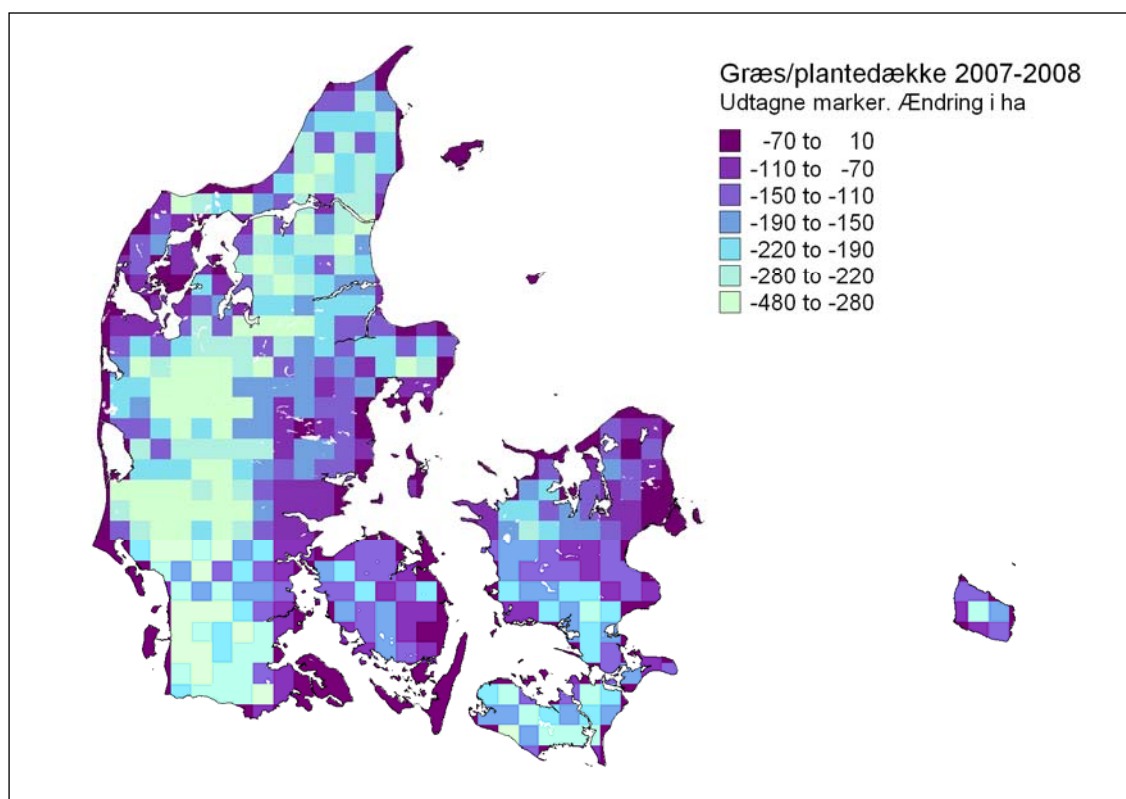 Græs/plantedække 2007-2008
Udtagne marker. Ændring i ha
-70 to 10
-110 to -70
-150 to -110
-190 to -150
-220 to -190
-280 to -220
-480 to -280